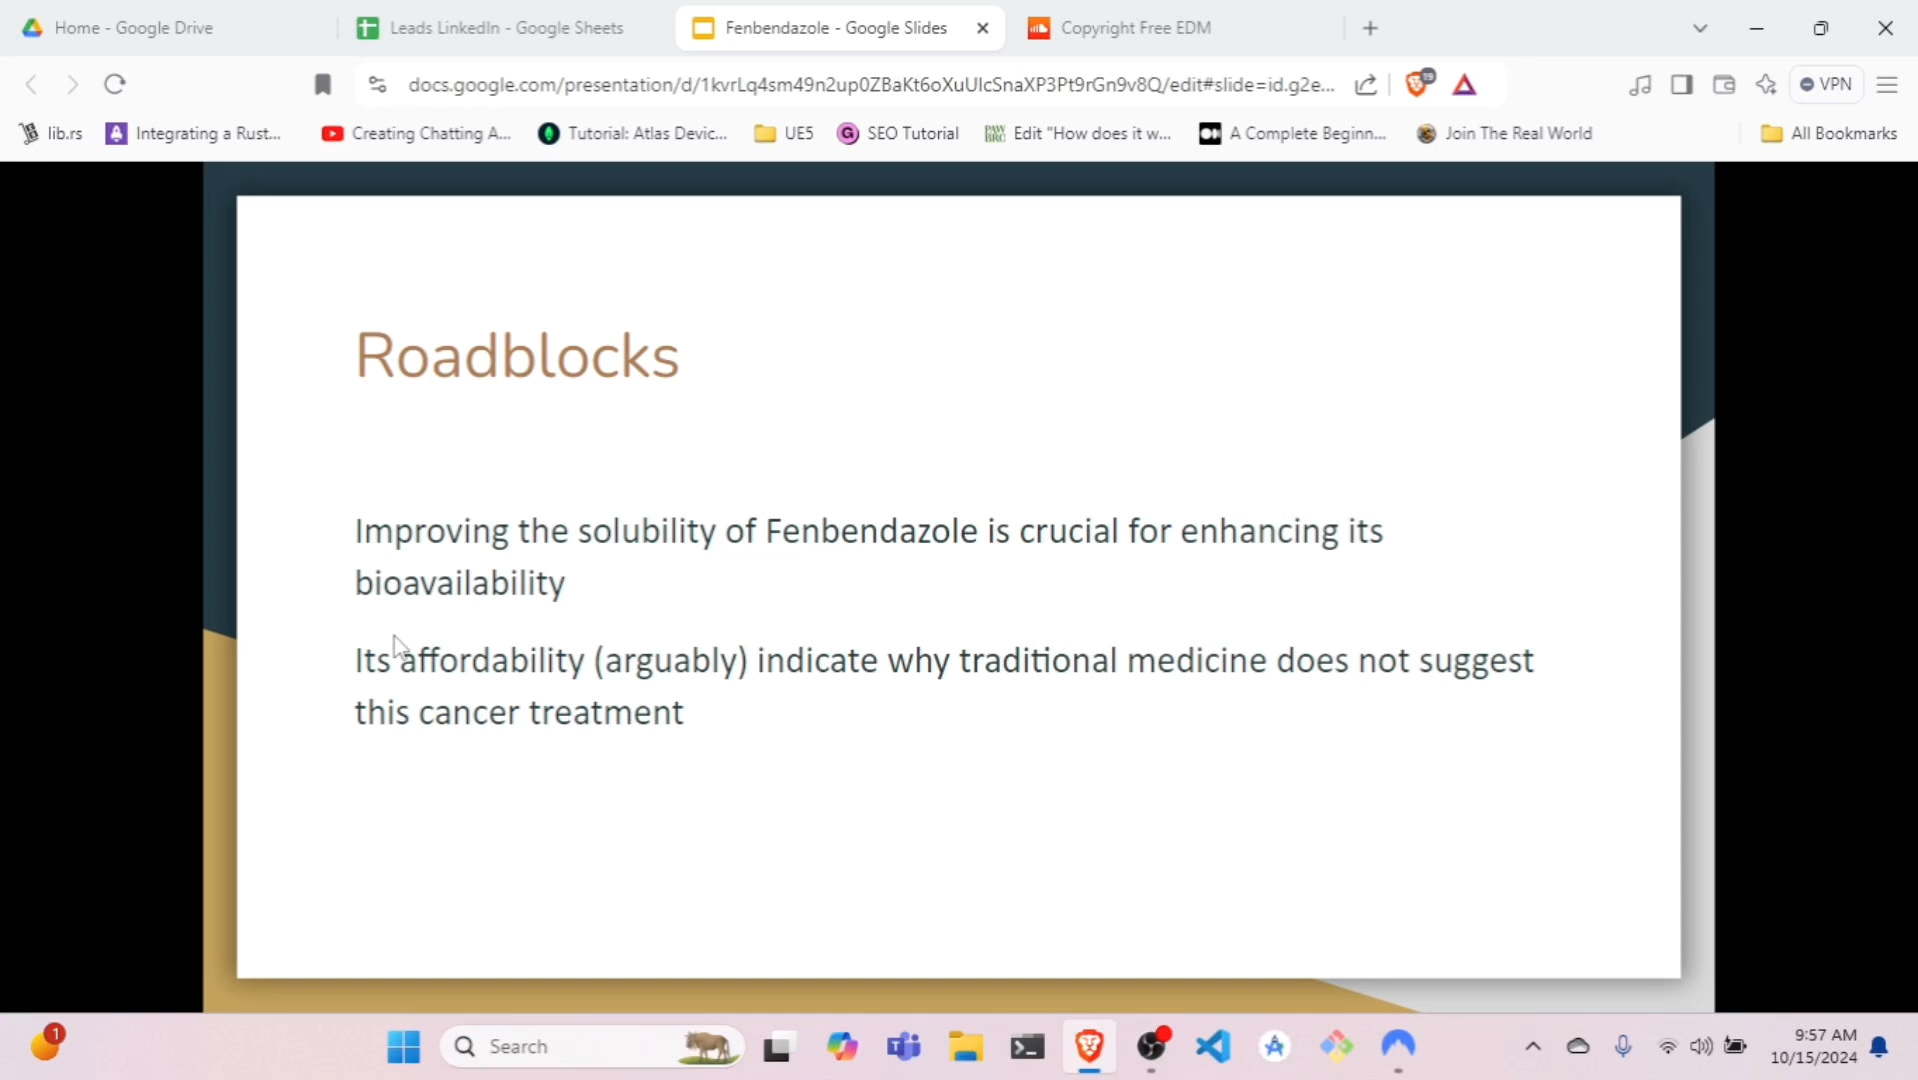 Home - Google Drive
Leads LinkedIn - Google Sheets
Fenbendazole - Google Slides
Copyright Free EDM
docs.google.com/presentation/d/1kvrLq4sm49n2up0ZBaKt6oXuUIcSnaXP3Pt9rGn9v8Q/edit#slide=id.g2e...
19
VPN
lib.rs
Integrating a Rust...
Creating Chatting A...
Tutorial: Atlas Devic...
UE5
SEO Tutorial
Edit "How does it w...
A Complete Beginn...
Join The Real World
All Bookmarks
Roadblocks
Improving the solubility of Fenbendazole is crucial for enhancing its
bioavailability
Its affordability (arguably) indicate why traditional medicine does not suggest
this cancer treatment
1
Search
9:57 AM
10/15/2024